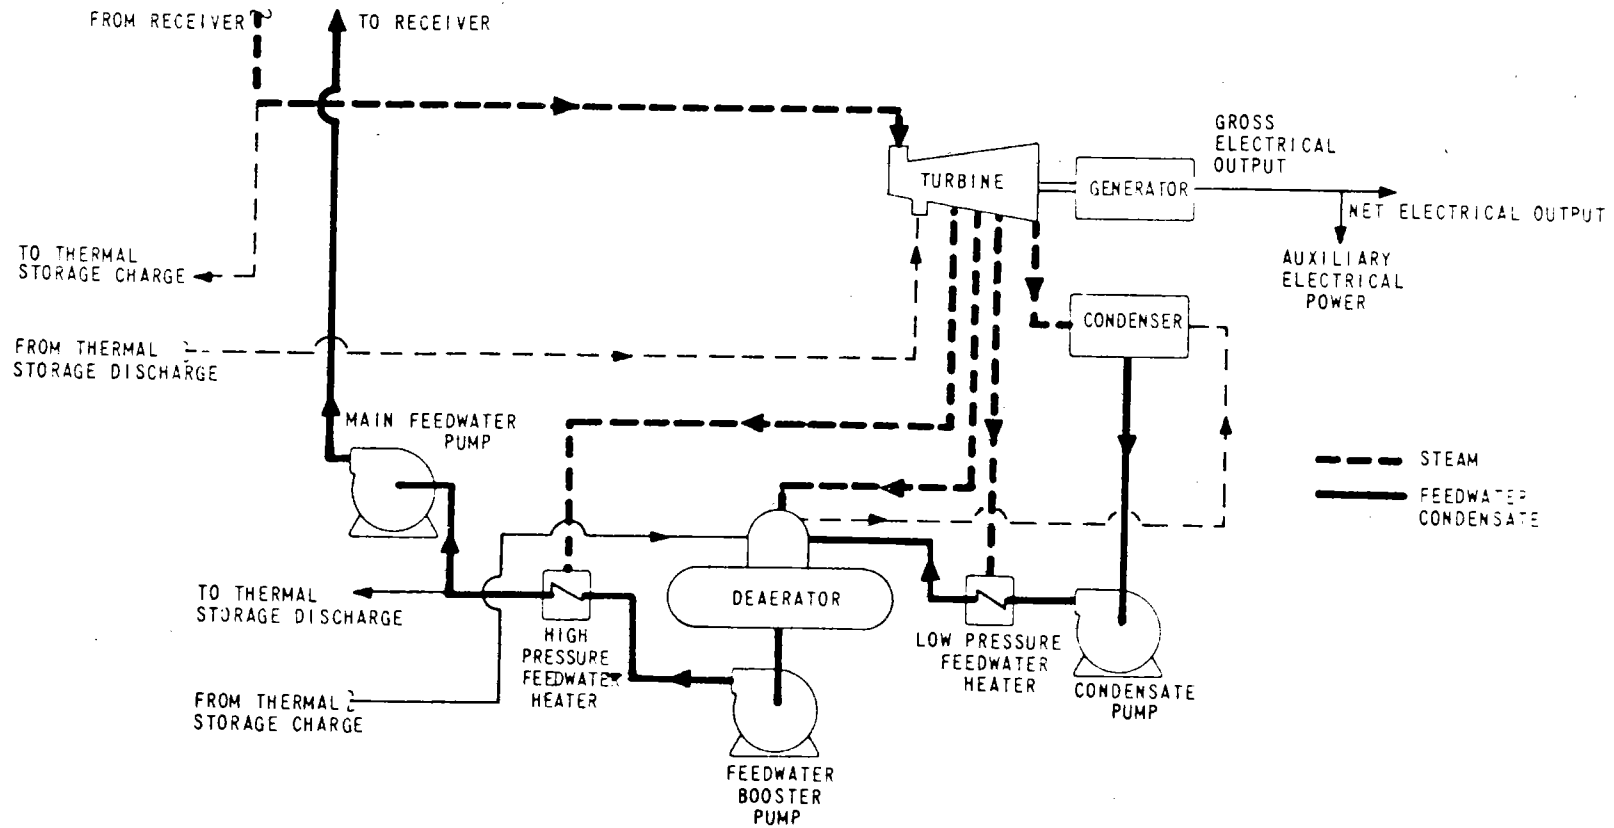 FROM RECEIVER
TO RECEIVER
GROSS
ELECTRICAL
OUTPUT
TURBINE
GENERATOR
NET ELECTRICAL OUTPUT
AUXILIARY
ELECTRICAL
POWER
TO THERMAL
STORAGE CHARGE
CONDENSER
FROM THERMAL
STORAGE DISCHARGE
MAIN FEEDWATER
PUMP
STEAM
FEEDWATER
CONDENSATE
TO THERMAL
STORAGE DISCHARGE
DEAERATOR
HIGH
PRESSURE
FEEDWATER
HEATER
LOW PRESSURE
FEEDWATER
HEATER
CONDENSATE
PUMP
FROM THERMAL
STORAGE CHARGE
FEEDWATER
BOOSTER
PUMP